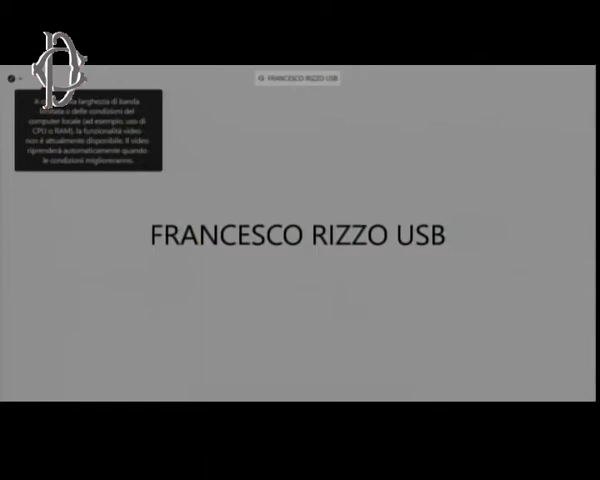 FRANCESCO RIZZO USB
larghezza di banda
limitata o delle condizioni del
computer locale (ad esempio, uso di
CPU o RAM), la funzionalità video
non è attualmente disponibile. Il video
riprenderà automaticamente quando
le condizioni miglioreranno.
FRANCESCO RIZZO USB